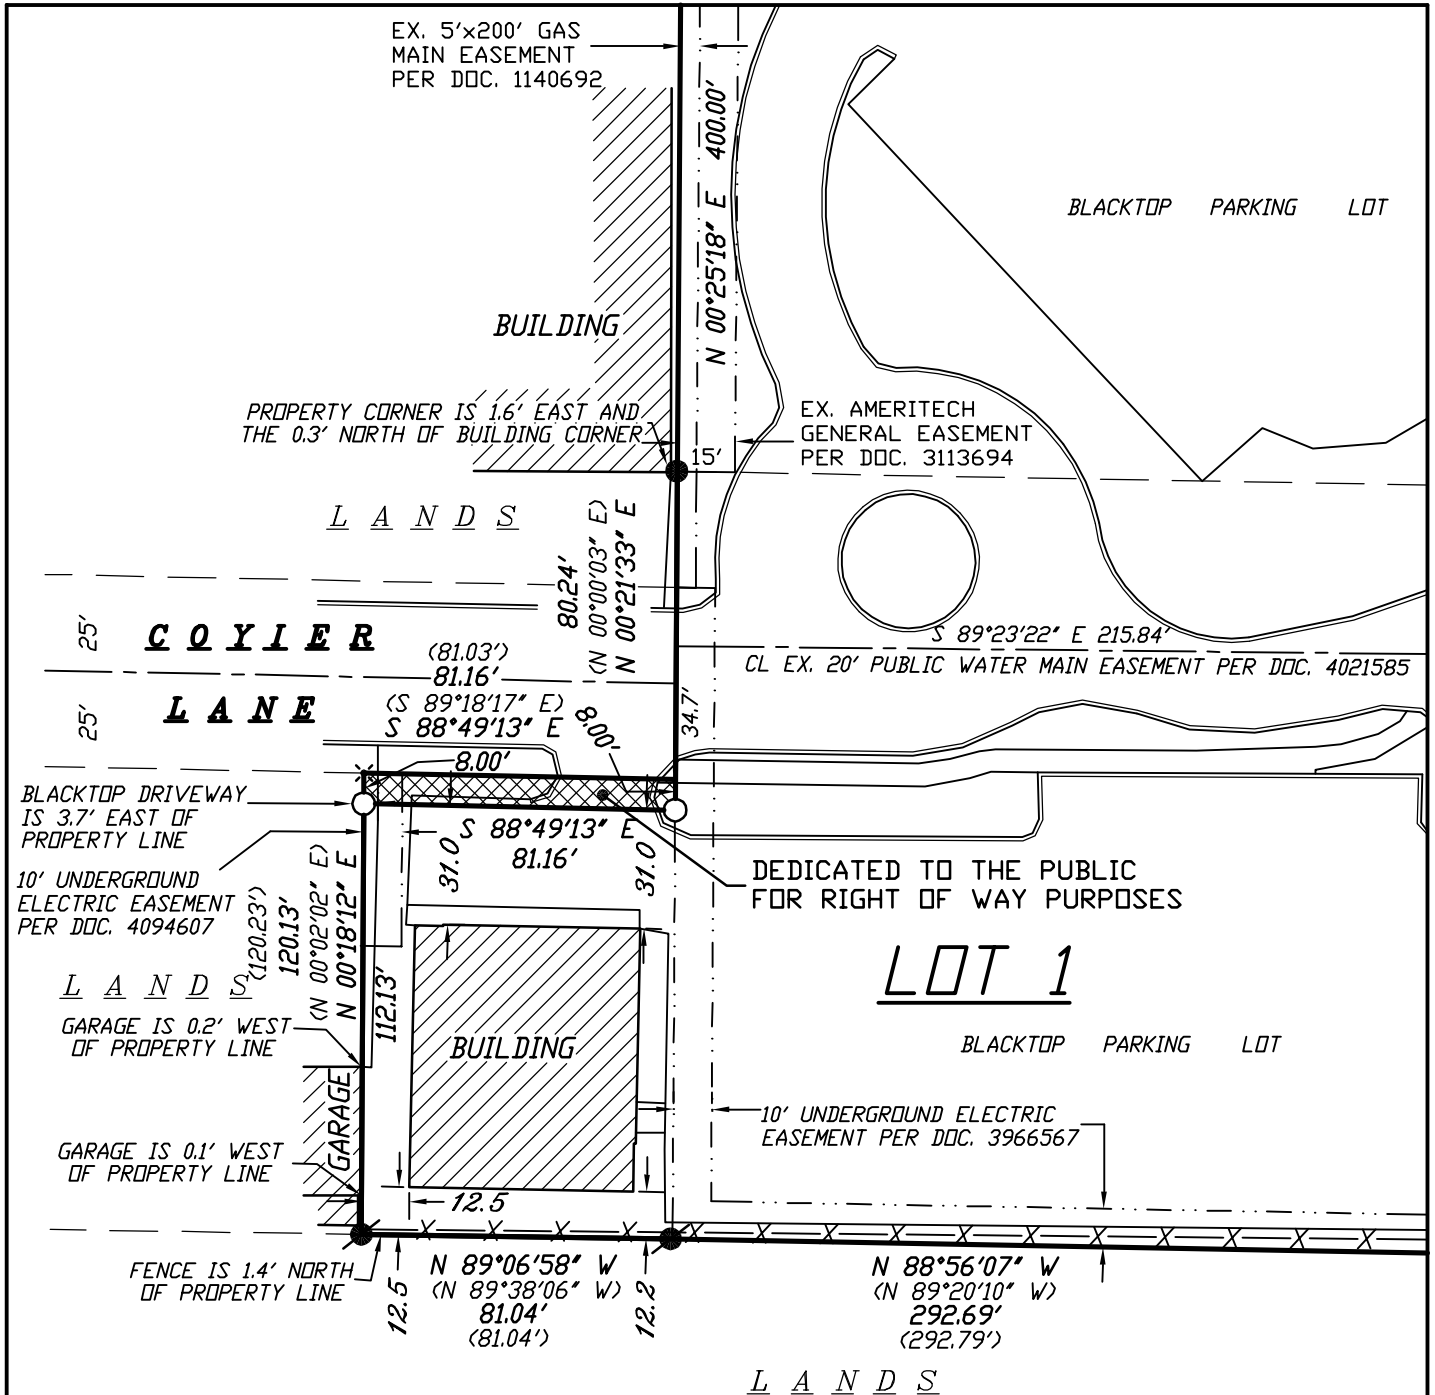 EX. 5'x200' GAS
MAIN EASEMENT
PER DOC. 1140692
N 00°25'18" E 400.00'
BLACKTOP PARKING LOT
BUILDING
PROPERTY CORNER IS 1.6' EAST AND
THE 0.3' NORTH OF BUILDING CORNER
EX. AMERITECH
GENERAL EASEMENT
PER DOC. 3113694
15'
LANDS
80.24'
(N 00°00'03" E)
N 00°21'33" E
25'
COYIER
LANE
25'
(81.03')
81.16'
(S 89°18'17" E)
S 88°49'13" E
S 89°23'22" E 215.84'
CL EX. 20' PUBLIC WATER MAIN EASEMENT PER DOC. 4021585
34.7'
8.00'
8.00'
BLACKTOP DRIVEWAY
IS 3.7' EAST OF
PROPERTY LINE
S 88°49'13" E
81.16'
31.0
31.0
10' UNDERGROUND
ELECTRIC EASEMENT
PER DOC. 4094607
DEDICATED TO THE PUBLIC
FOR RIGHT OF WAY PURPOSES
(120.23')
120.13'
(N 00°02'02" E)
N 00°18'12" E
112.13'
LOT 1
LANDS
GARAGE IS 0.2' WEST
OF PROPERTY LINE
BUILDING
BLACKTOP PARKING LOT
GARAGE
10' UNDERGROUND ELECTRIC
EASEMENT PER DOC. 3966567
GARAGE IS 0.1' WEST
OF PROPERTY LINE
12.5
X X X X X X X X X X X X X X X
FENCE IS 1.4' NORTH
OF PROPERTY LINE
12.5
N 89°06'58" W
(N 89°38'06" W)
81.04'
(81.04')
12.2
N 88°56'07" W
(N 89°20'10" W)
292.69'
(292.79')
LANDS